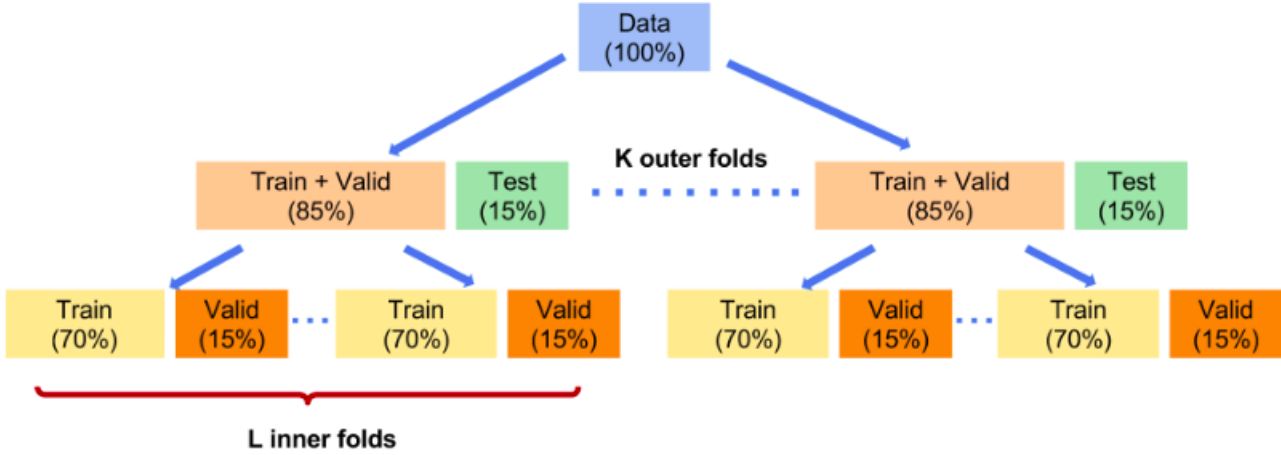 Data
(100%)
K outer folds
Train + Valid
(85%)
Test
(15%)
Train + Valid
(85%)
Test
(15%)
Train
(70%)
Valid
(15%)
Train
(70%)
Valid
(15%)
Train
(70%)
Valid
(15%)
Train
(70%)
Valid
(15%)
L inner folds